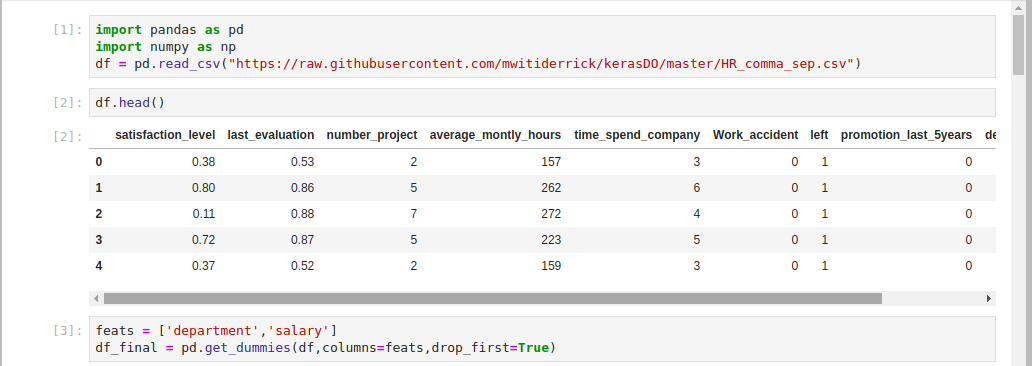 [1]: import pandas as pd
import numpy as np
df = pd.read_csv("https://raw.githubusercontent.com/mwitiderrick/kerasDO/master/HR_comma_sep.csv")
[2]: df.head()
[2]: satisfaction_level last_evaluation number_project average_montly_hours time_spend_company Work_accident left promotion_last_5years de
0 0.38 0.53 2 157 3 0 1 0
1 0.80 0.86 5 262 6 0 1 0
2 0.11 0.88 7 272 4 0 1 0
3 0.72 0.87 5 223 5 0 1 0
4 0.37 0.52 2 159 3 0 1 0
[3]: feats = ['department','salary']
df_final = pd.get_dummies(df,columns=feats,drop_first=True)